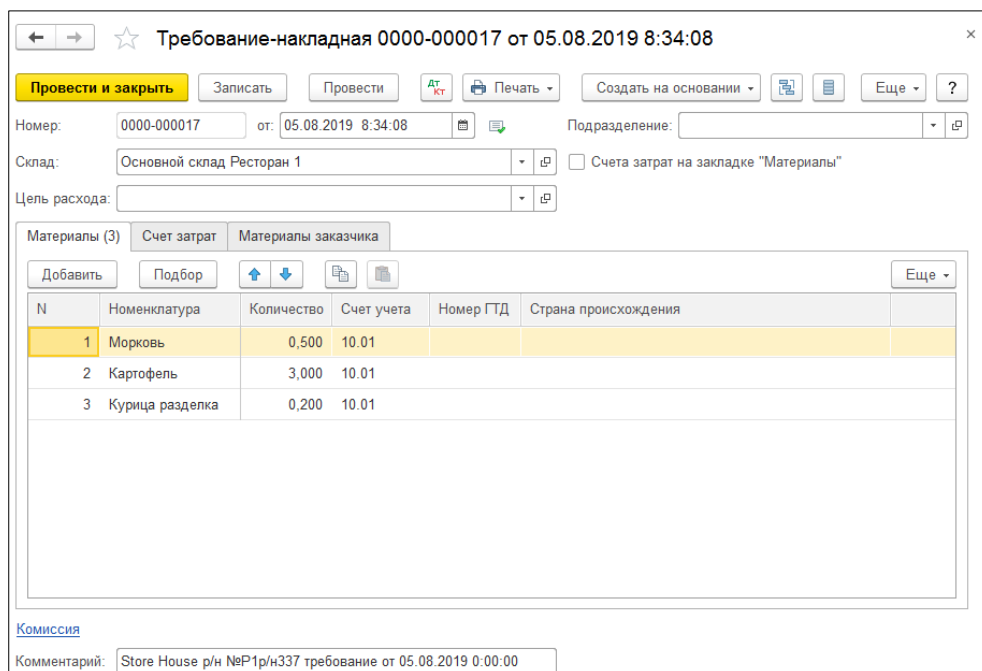 Требование-накладная 0000-000017 от 05.08.2019 8:34:08
Провести и закрыть Записать Провести Дт Кт Печать Создать на основании Еще ?
Номер: 0000-000017 от: 05.08.2019 8:34:08 Подразделение:
Склад: Основной склад Ресторан 1 Счета затрат на закладке "Материалы"
Цель расхода:
Материалы (3) Счет затрат Материалы заказчика
Добавить Подбор Еще
N Номенклатура Количество Счет учета Номер ГТД Страна происхождения
1 Морковь 0,500 10.01
2 Картофель 3,000 10.01
3 Курица разделка 0,200 10.01
Комиссия
Комментарий: Store House р/н №Р1р/н337 требование от 05.08.2019 0:00:00